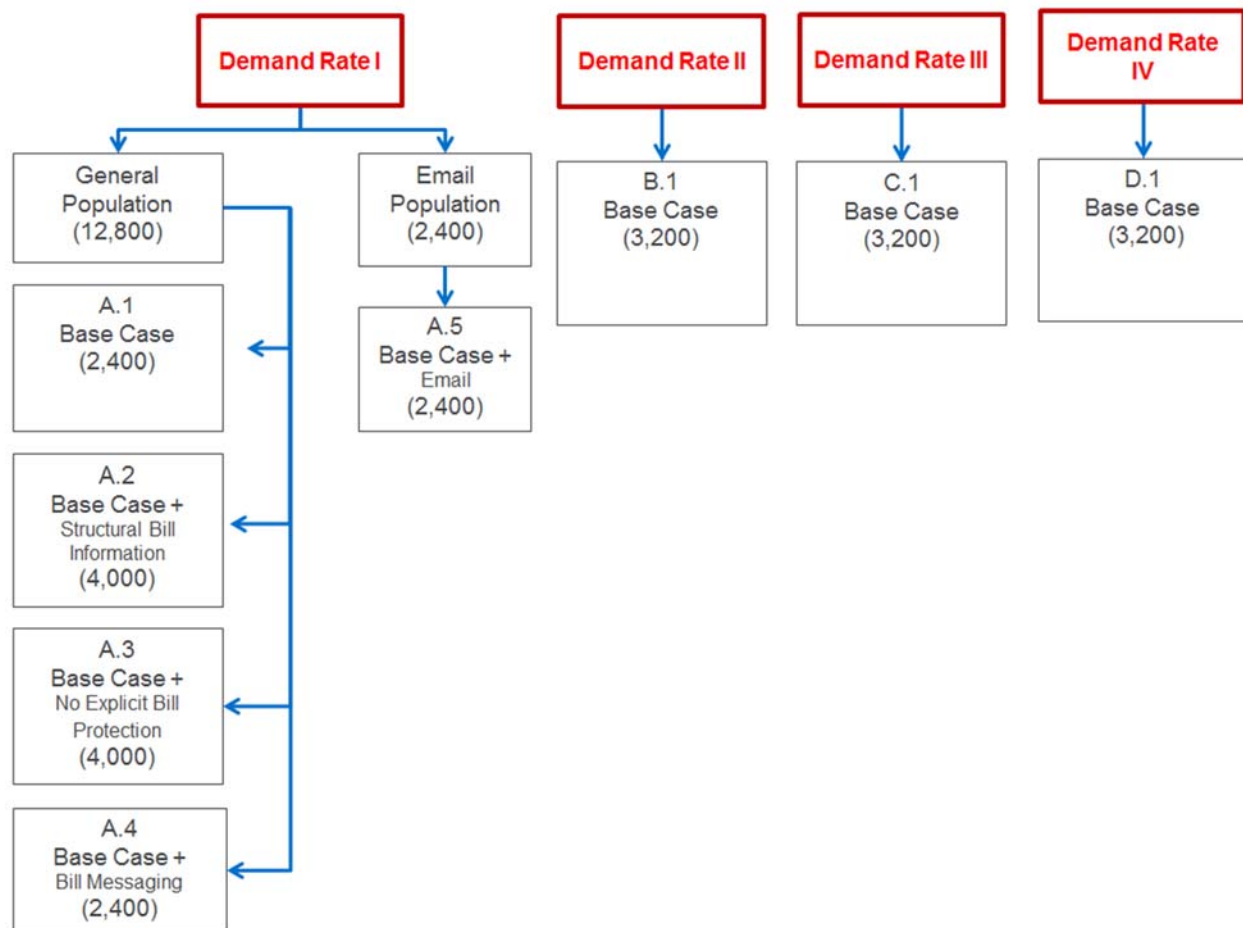 Demand Rate I
Demand Rate II
Demand Rate III
Demand Rate
IV
General
Population
(12,800)
Email
Population
(2,400)
B.1
Base Case
(3,200)
C.1
Base Case
(3,200)
D.1
Base Case
(3,200)
A.1
Base Case
(2,400)
A.5
Base Case +
Email
(2,400)
A.2
Base Case +
Structural Bill
Information
(4,000)
A.3
Base Case +
No Explicit Bill
Protection
(4,000)
A.4
Base Case +
Bill Messaging
(2,400)